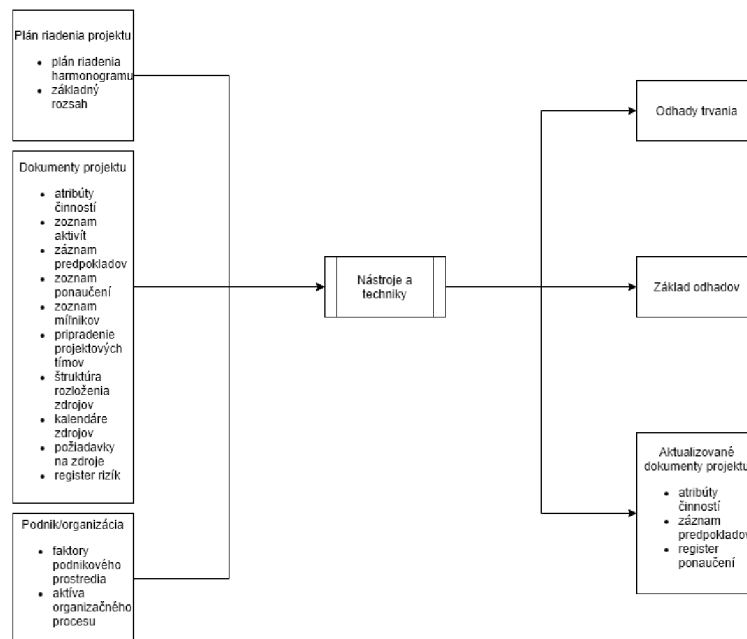 Plán riadenia projektu
• plán riadenia
harmonogramu
• základný
rozsah
Dokumenty projektu
• atribúty
činností
• zoznam
aktivít
• záznam
predpokladov
• zoznam
ponaučení
• zoznam
míľnikov
• pripradenie
projektových
tímov
• štruktúra
rozloženia
zdrojov
• kalendáre
zdrojov
• požiadavky
na zdroje
• register rizík
Podnik/organizácia
• faktory
podnikového
prostredia
• aktíva
organizačného
procesu
Nástroje a
techniky
Odhady trvania
Základ odhadov
Aktualizované
dokumenty projektu
• atribúty
činností
• záznam
predpokladov
• register
ponaučení